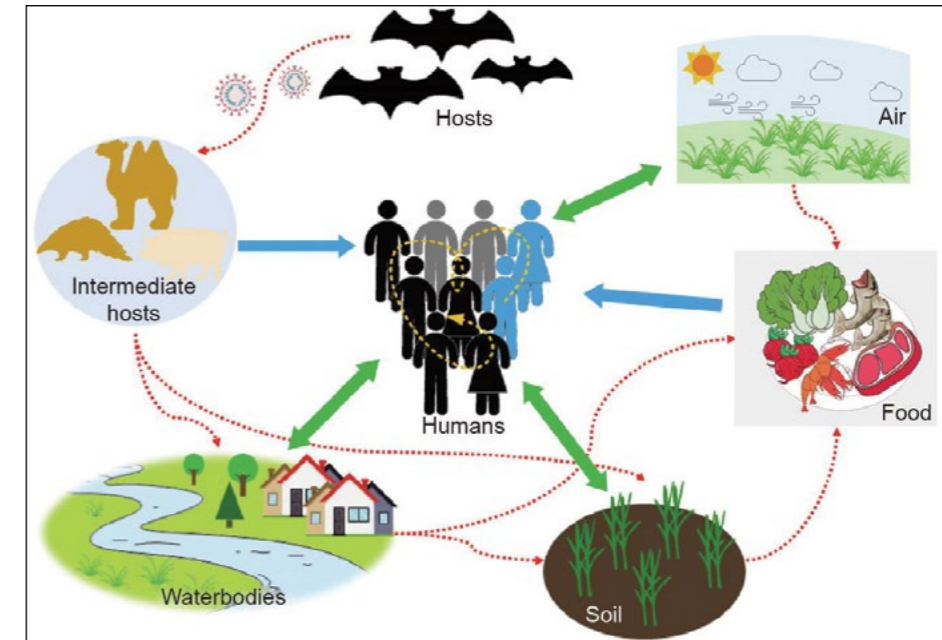 Hosts
Air
Intermediate
hosts
Humans
Food
Waterbodies
Soil